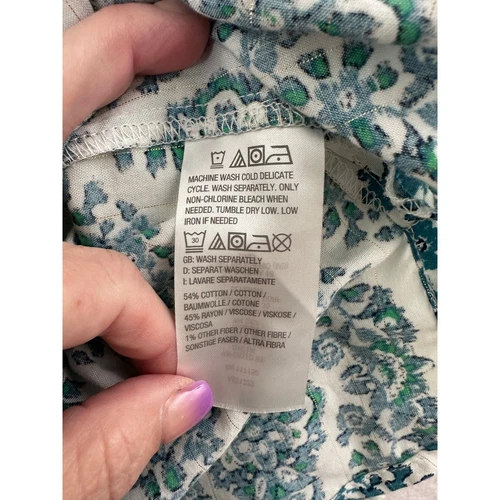 MACHINE WASH COLD DELICATE
CYCLE. WASH SEPARATELY. ONLY
NON-CHLORINE BLEACH WHEN
NEEDED. TUMBLE DRY LOW. LOW
IRON IF NEEDED
30
GB: WASH SEPARATELY
D: SEPARAT WASCHEN
I: LAVARE SEPARATAMENTE
54% COTTON / COTTON /
BAUMWOLLE / COTONE
45% RAYON / VISCOSE / VISKOSE /
VISCOSA
1% OTHER FIBER / OTHER FIBRE /
SONSTIGE FASER / ALTRA FIBRA